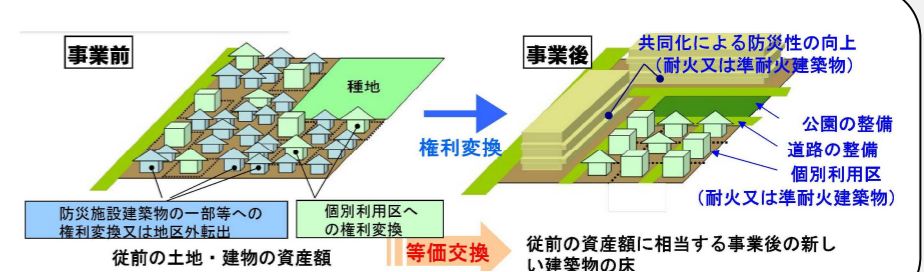 事業前
種地
権利変換
事業後
共同化による防災性の向上
（耐火又は準耐火建築物）
公園の整備
道路の整備
個別利用区
（耐火又は準耐火建築物）
防災施設建築物の一部等への
権利変換又は地区外転出
個別利用区へ
の権利変換
従前の土地・建物の資産額
等価交換
従前の資産額に相当する事業後の新し
い建築物の床